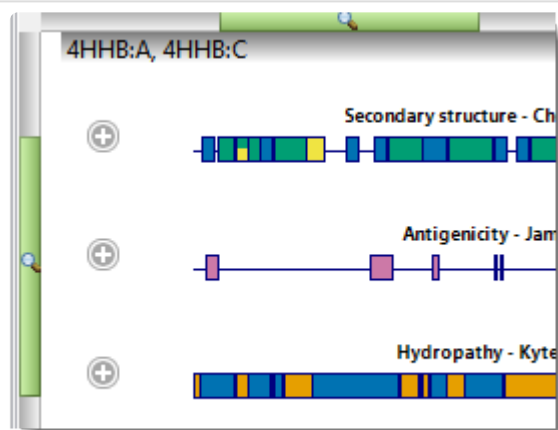 4HHB:A, 4HHB:C
Secondary structure - Ch
Antigenicity - Jam
Hydropathy - Kyte